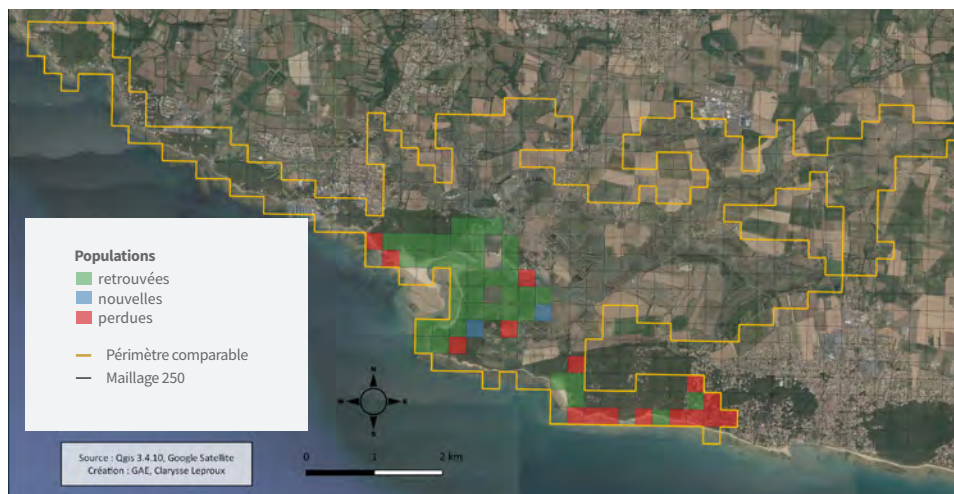 Populations
retrouvées
nouvelles
perdues
Périmètre comparable
Maillage 250
N
E
S
Source : Qgis 3.4.10, Google Satellite
Création : GAE, Clarysse Leproux
0 1 2 km